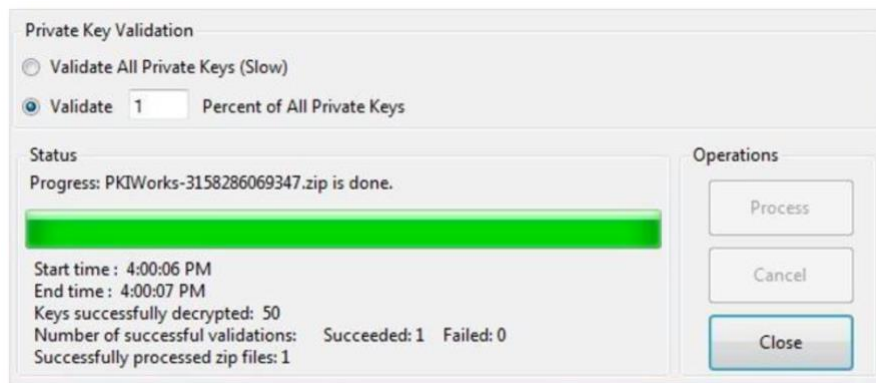 Private Key Validation
Validate All Private Keys (Slow)
Validate 1 Percent of All Private Keys
Status
Progress: PKIWorks-3158286069347.zip is done.
Start time : 4:00:06 PM
End time : 4:00:07 PM
Keys successfully decrypted: 50
Number of successful validations: Succeeded: 1 Failed: 0
Successfully processed zip files: 1
Operations
Process
Cancel
Close